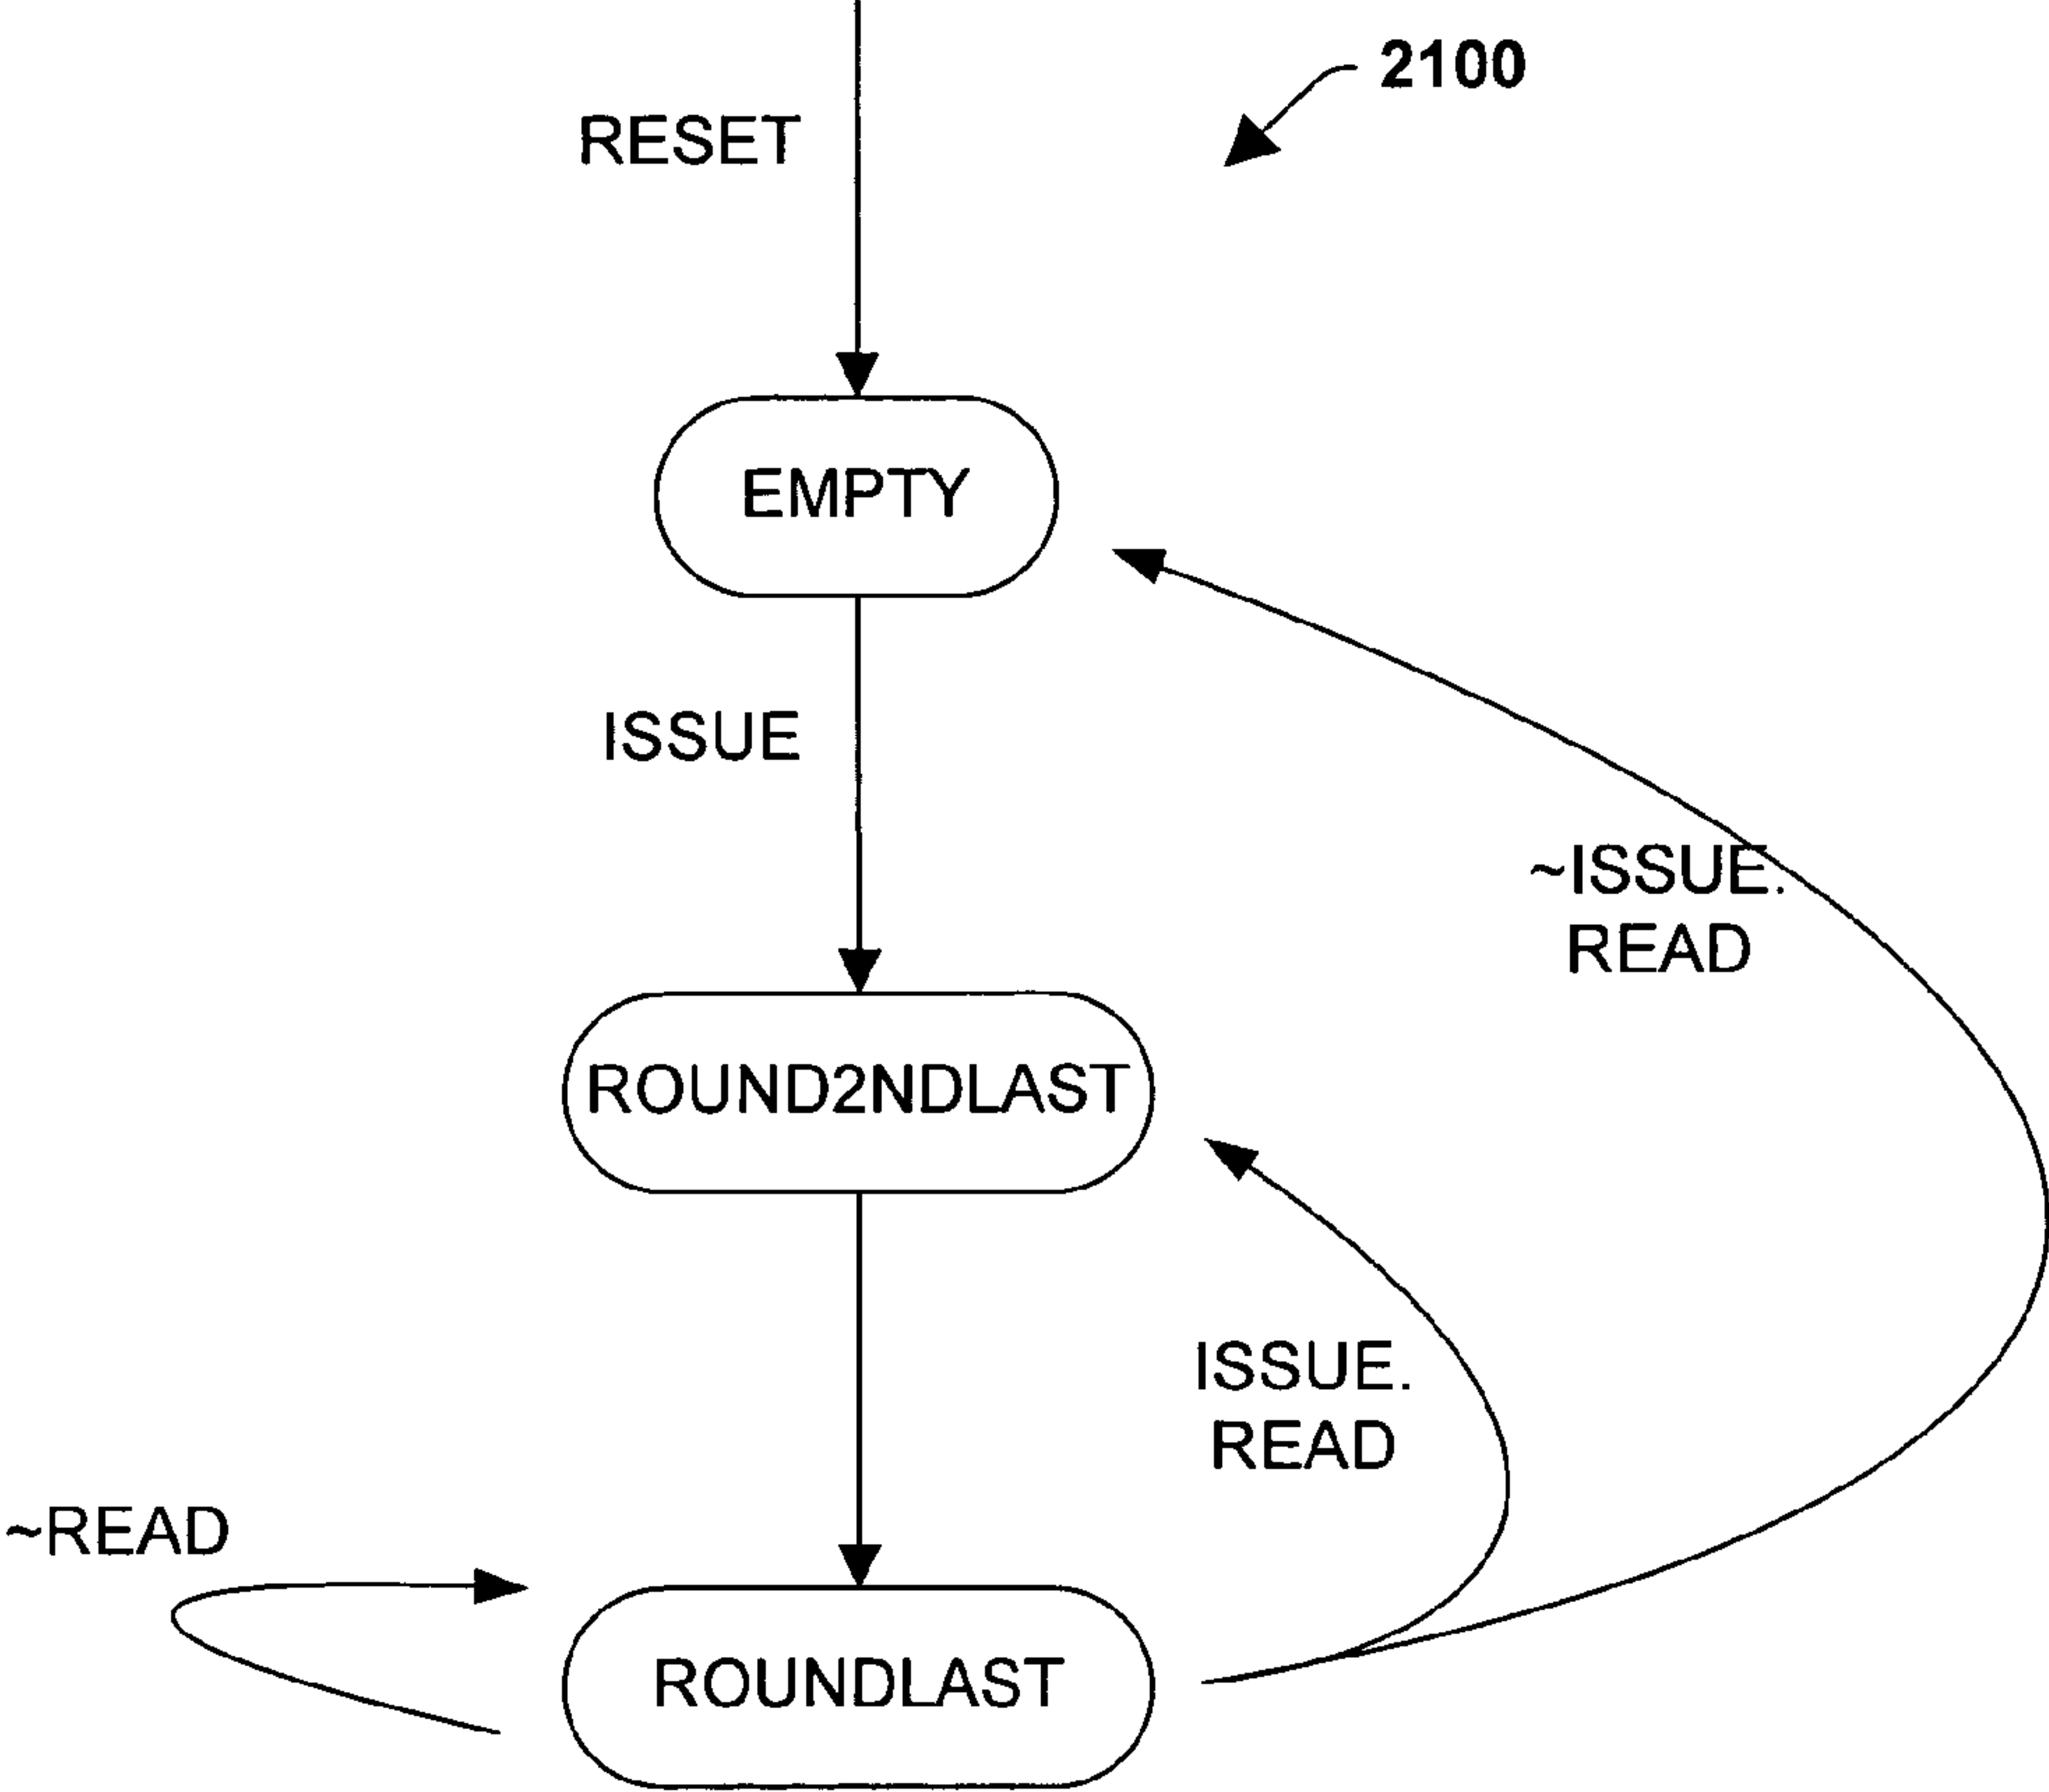 2100
RESET
EMPTY
ISSUE
~ISSUE.
READ
ROUND2NDLAST
ISSUE.
READ
~READ
ROUNDLAST